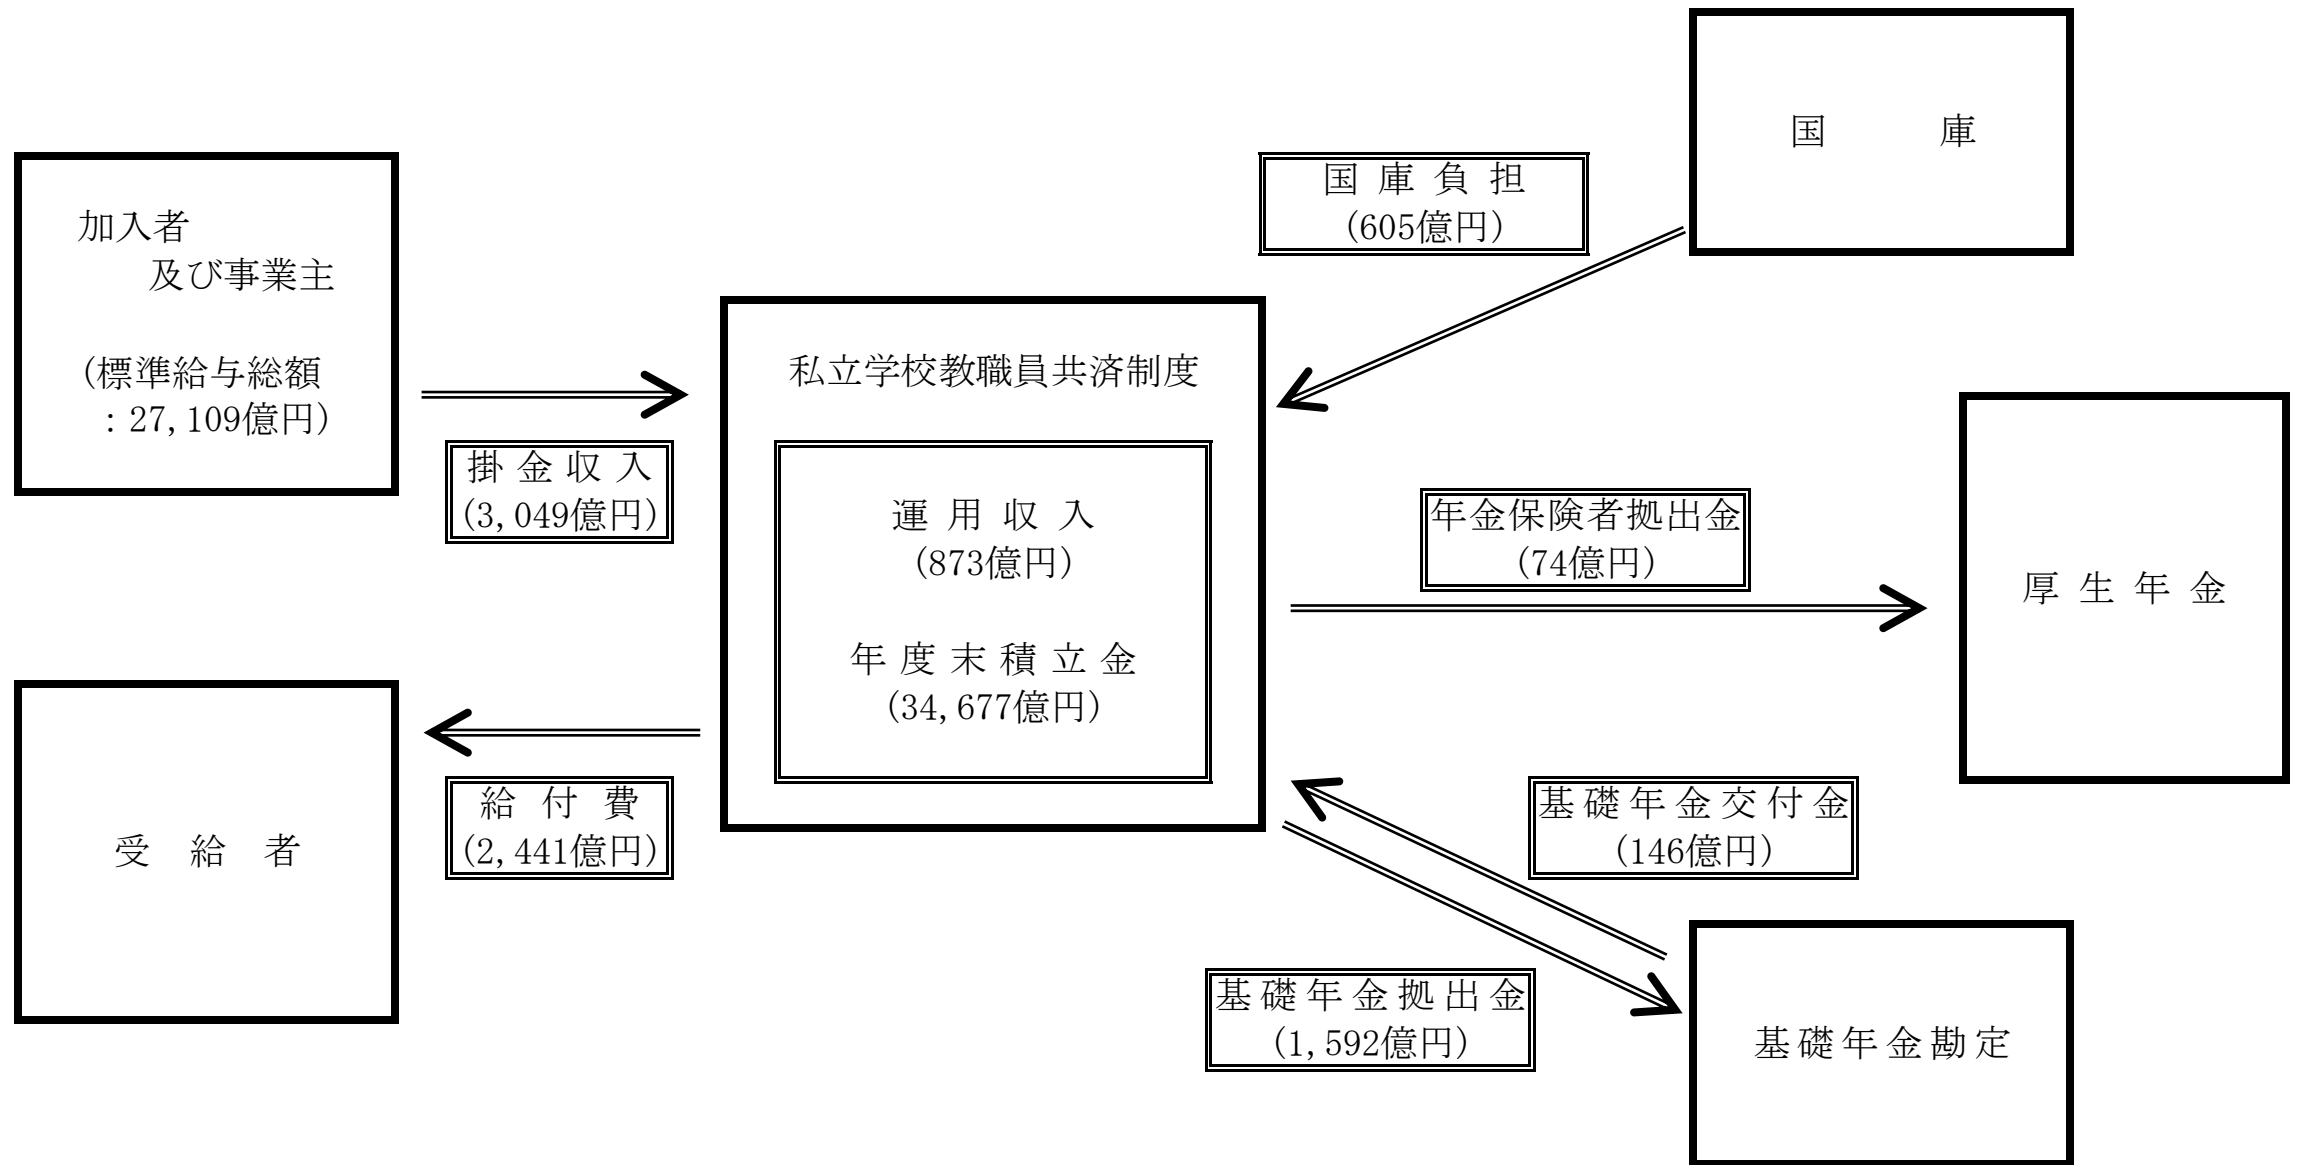 国 庫
国庫負担
(605億円)
加入者
及び事業主
(標準給与総額
：27,109億円)
私立学校教職員共済制度
掛金収入
(3,049億円)
運用収入
(873億円)
年度末積立金
(34,677億円)
年金保険者拠出金
(74億円)
厚生年金
給付費
(2,441億円)
受給者
基礎年金交付金
(146億円)
基礎年金拠出金
(1,592億円)
基礎年金勘定